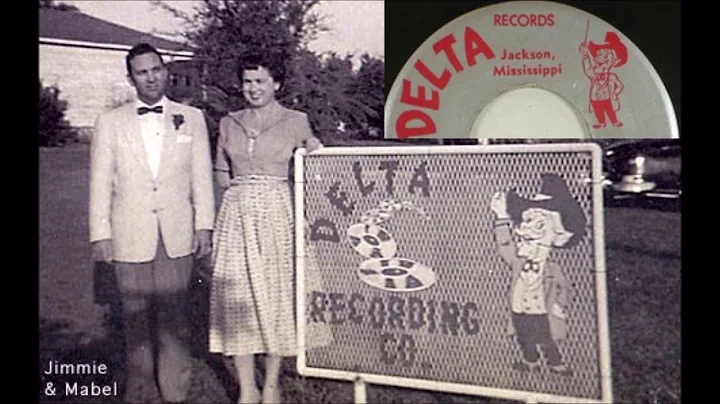 RECORDS
DELTA
Jackson,
Mississippi
DELTA
RECORDING
CO.
Jimmie
& Mabel